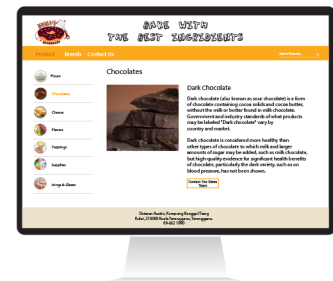 BAKE WITH
THE BEST INGREDIENTS
Product Brands Contact Us
Chocolates
Flours
Chocolates
Cheese
Flavors
Toppings
Supplies
Icings & Glazes
Dark Chocolate
Dark chocolate (also known as sour chocolate) is a form
of chocolate containing cocoa solids and cocoa butter,
without the milk or butter found in milk chocolate.
Government and industry standards of what products
may be labeled "Dark chocolate" vary by
country and market.
Dark chocolate is considered more healthy than
other types of chocolate to which milk and larger
amounts of sugar may be added, such as milk chocolate,
but high-quality evidence for significant health benefits
of chocolate, particularly the dark variety, such as on
blood pressure, has not been shown.
Contact Our Sales
Team